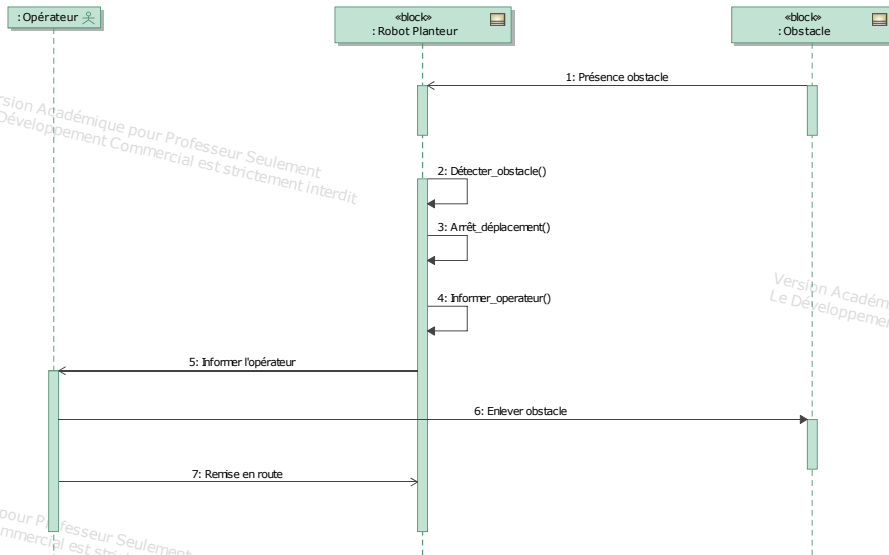 : Opérateur
«block»
: Robot Planteur
«block»
: Obstacle
1: Présence obstacle
Version Académique pour Professeur Seulement
Développement Commercial est strictement interdit
2: Détecter_obstacle()
3: Arrêt_déplacement()
Version Académ
Le Développemen
4: Informer_operateur()
5: Informer l'opérateur
6: Enlever obstacle
7: Remise en route
pour Professeur Seulement